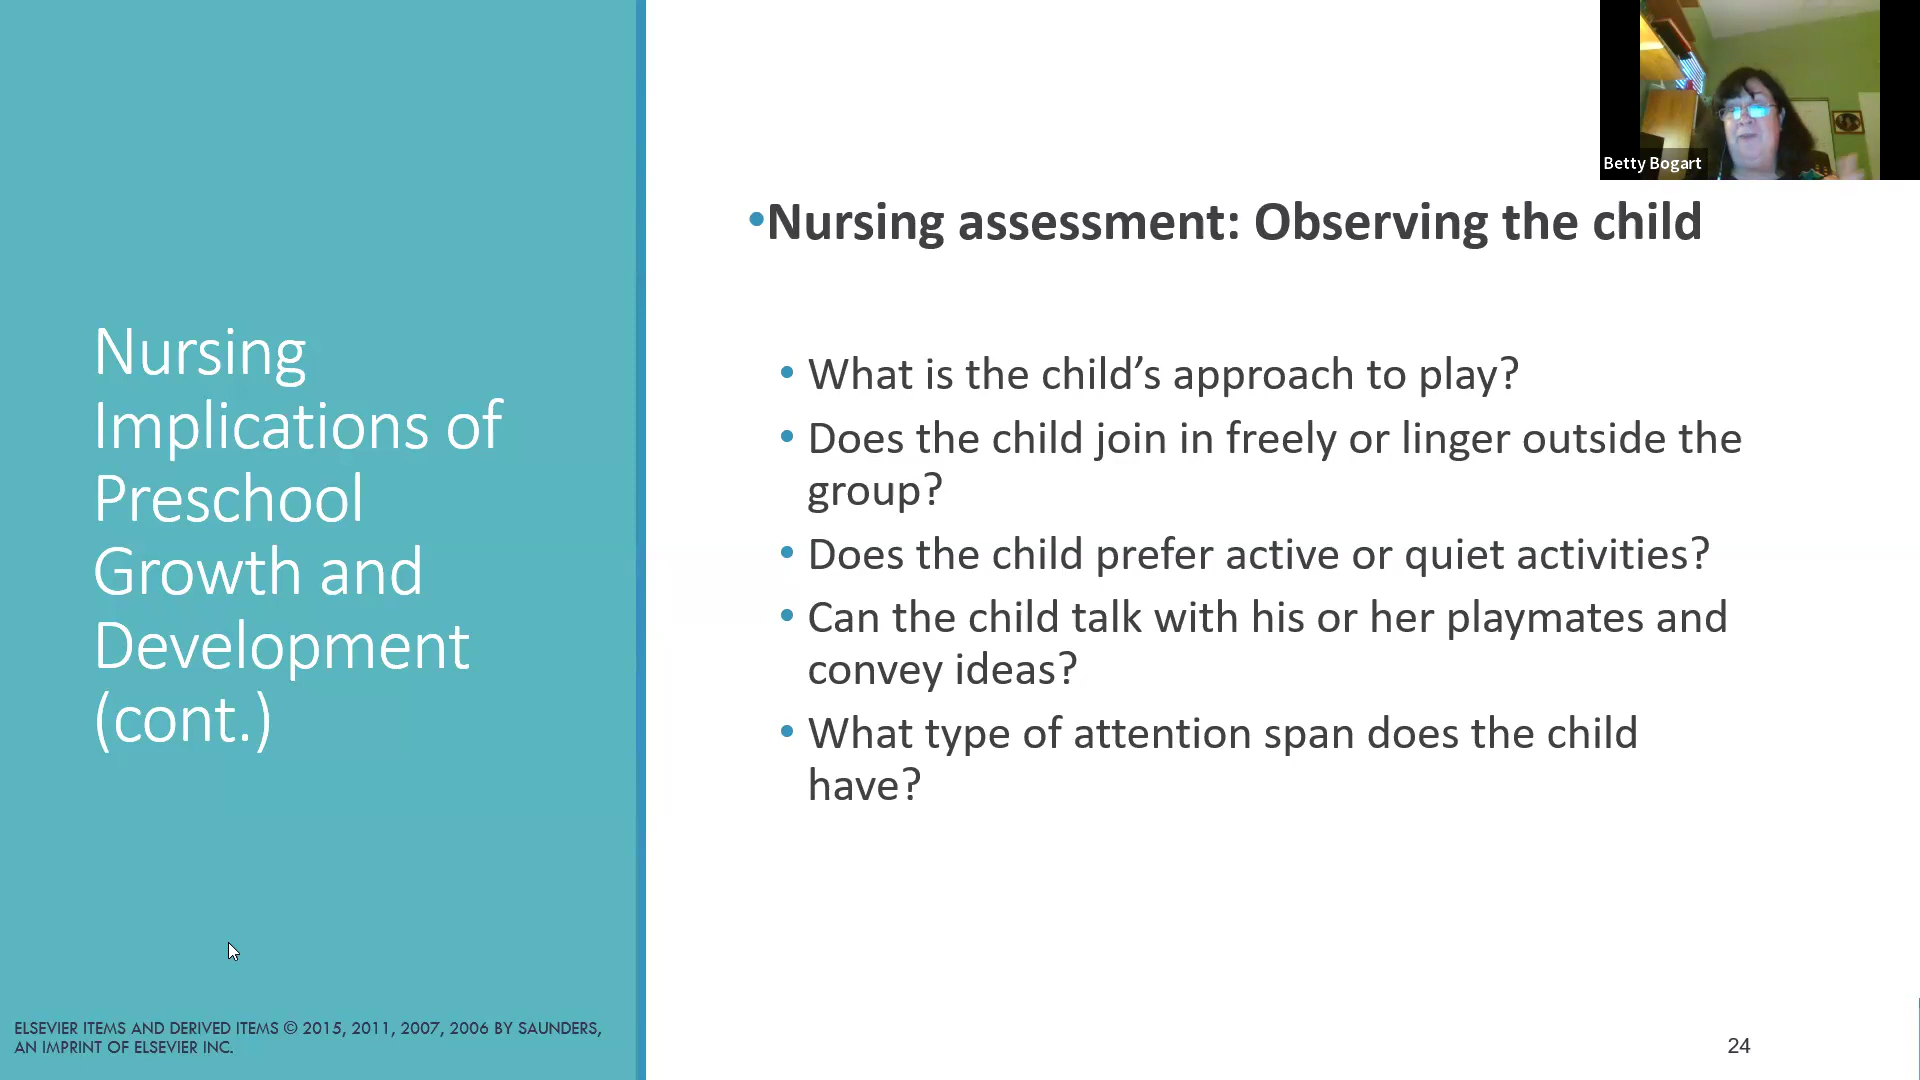 Nursing
Implications of
Preschool
Growth and
Development
(cont.)
•Nursing assessment: Observing the child
• What is the child’s approach to play?
• Does the child join in freely or linger outside the
group?
• Does the child prefer active or quiet activities?
• Can the child talk with his or her playmates and
convey ideas?
• What type of attention span does the child
have?
Betty Bogart
ELSEVIER ITEMS AND DERIVED ITEMS © 2015, 2011, 2007, 2006 BY SAUNDERS,
AN IMPRINT OF ELSEVIER INC.
24